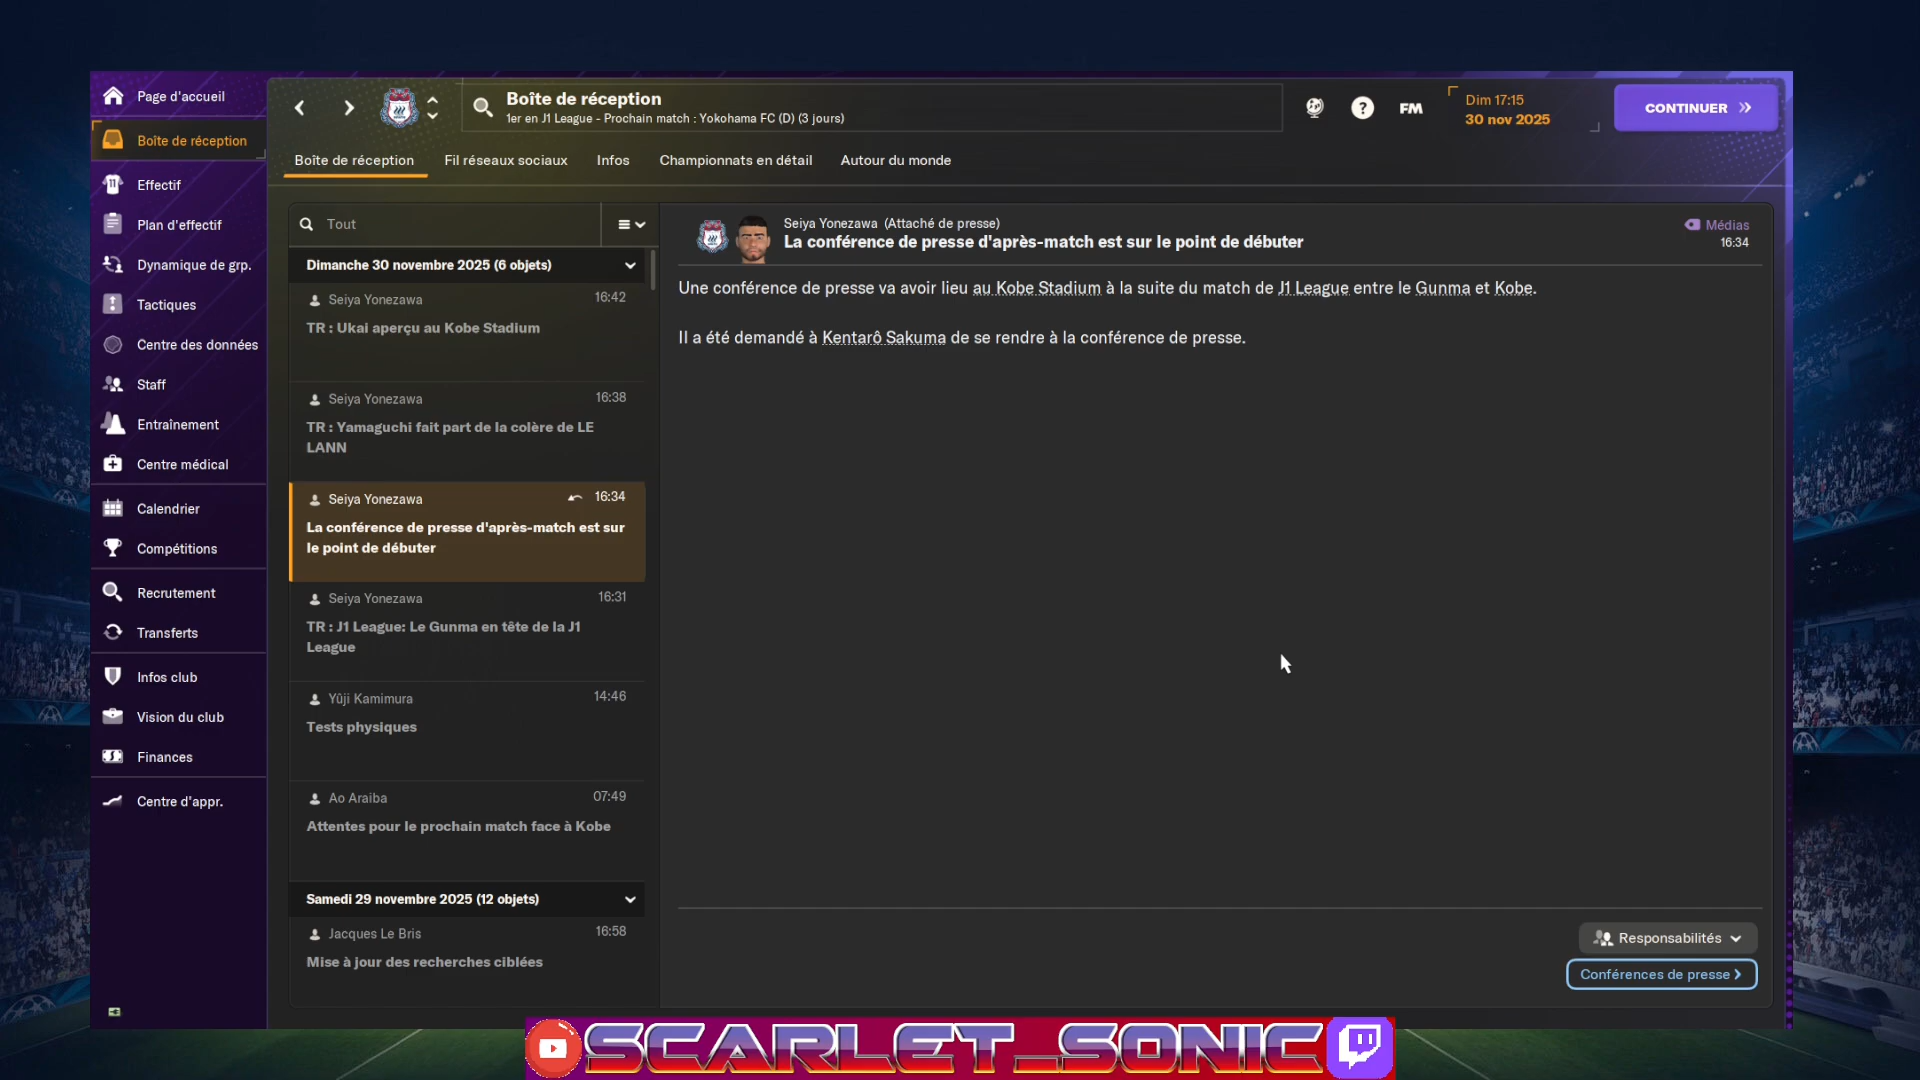 Page d'accueil
Boîte de réception
Effectif
Plan d'effectif
Dynamique de grp.
Tactiques
Centre des données
Staff
Entraînement
Centre médical
Calendrier
Compétitions
Recrutement
Transferts
Infos club
Vision du club
Finances
Centre d'appr.
Boîte de réception
1er en J1 League - Prochain match : Yokohama FC (D) (3 jours)
?
FM
Dim 17:15
30 nov 2025
CONTINUER
Boîte de réception
Fil réseaux sociaux
Infos
Championnats en détail
Autour du monde
Tout
Dimanche 30 novembre 2025 (6 objets)
Seiya Yonezawa 16:42
TR : Ukai aperçu au Kobe Stadium
Seiya Yonezawa 16:38
TR : Yamaguchi fait part de la colère de LE
LANN
Seiya Yonezawa 16:34
La conférence de presse d'après-match est sur
le point de débuter
Seiya Yonezawa 16:31
TR : J1 League: Le Gunma en tête de la J1
League
Yûji Kamimura 14:46
Tests physiques
Ao Araiba 07:49
Attentes pour le prochain match face à Kobe
Samedi 29 novembre 2025 (12 objets)
Jacques Le Bris 16:58
Mise à jour des recherches ciblées
Seiya Yonezawa (Attaché de presse)
La conférence de presse d'après-match est sur le point de débuter
Médias
16:34
Une conférence de presse va avoir lieu au Kobe Stadium à la suite du match de J1 League entre le Gunma et Kobe.
Il a été demandé à Kentarô Sakuma de se rendre à la conférence de presse.
Responsabilités
Conférences de presse
SCARLET_SONIC